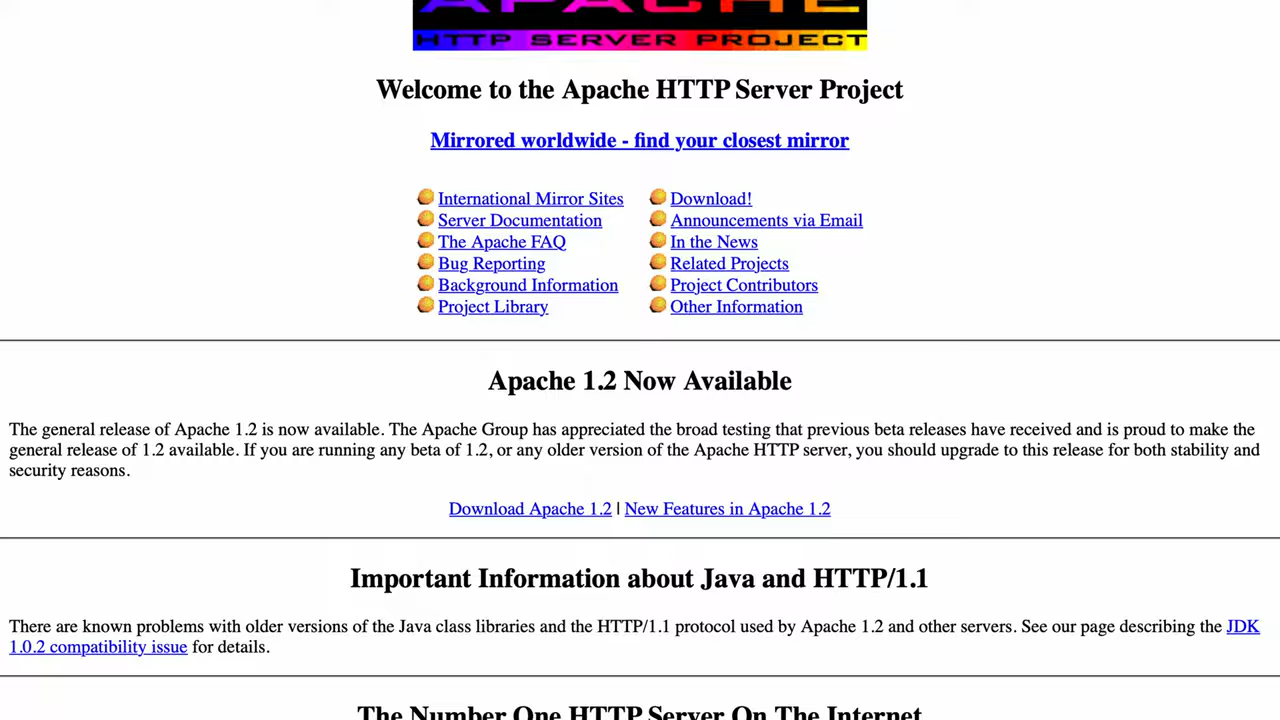 APACHE
HTTP SERVER PROJECT
Welcome to the Apache HTTP Server Project
Mirrored worldwide - find your closest mirror
International Mirror Sites
Server Documentation
The Apache FAQ
Bug Reporting
Background Information
Project Library
Download!
Announcements via Email
In the News
Related Projects
Project Contributors
Other Information
Apache 1.2 Now Available
The general release of Apache 1.2 is now available. The Apache Group has appreciated the broad testing that previous beta releases have received and is proud to make the
general release of 1.2 available. If you are running any beta of 1.2, or any older version of the Apache HTTP server, you should upgrade to this release for both stability and
security reasons.
Download Apache 1.2 | New Features in Apache 1.2
Important Information about Java and HTTP/1.1
There are known problems with older versions of the Java class libraries and the HTTP/1.1 protocol used by Apache 1.2 and other servers. See our page describing the JDK
1.0.2 compatibility issue for details.
The Number One HTTP Server On The Internet